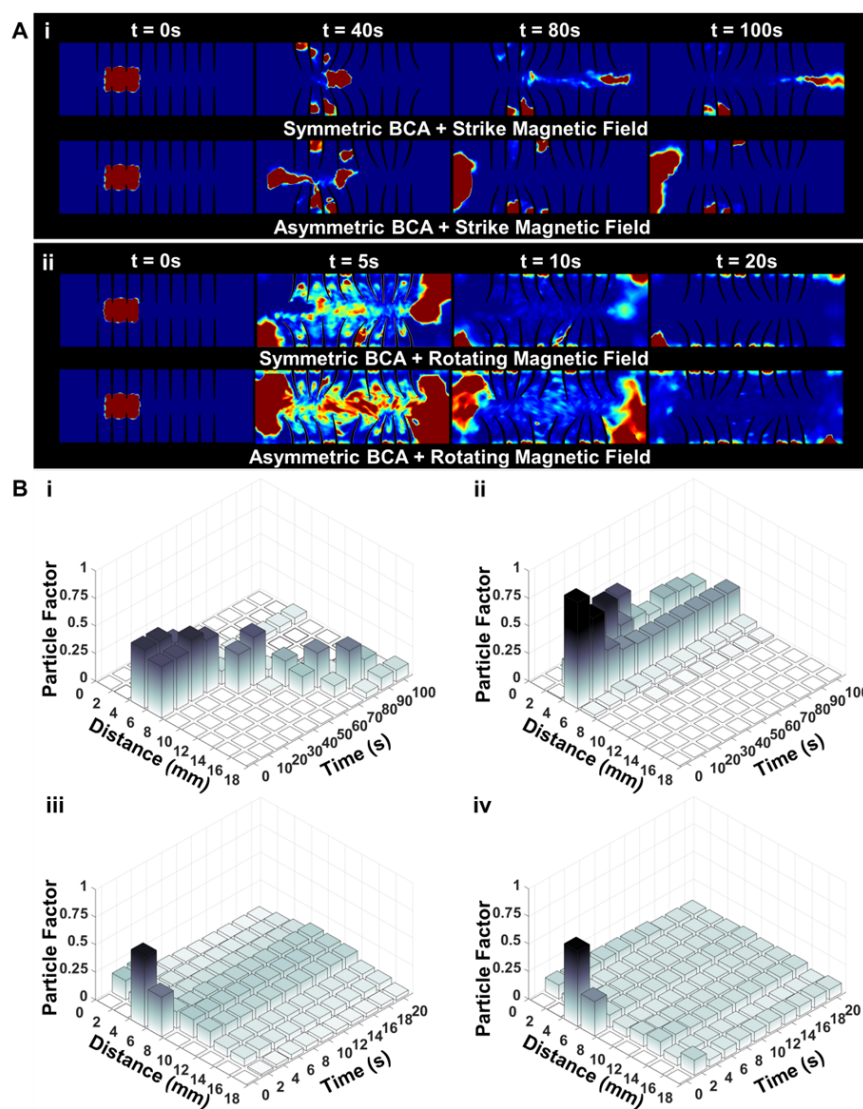 A
i
t = 0s t = 40s t = 80s t = 100s
Symmetric BCA + Strike Magnetic Field
Asymmetric BCA + Strike Magnetic Field
ii
t = 0s t = 5s t = 10s t = 20s
Symmetric BCA + Rotating Magnetic Field
Asymmetric BCA + Rotating Magnetic Field
B
i
1
0.75
0.5
0.25
0
Particle Factor
0 2 4 6 8 10 12 14 16 18
Distance (mm)
0 10 20 30 40 50 60 70 80 90 100
Time (s)
ii
1
0.75
0.5
0.25
0
Particle Factor
0 2 4 6 8 10 12 14 16 18
Distance (mm)
0 10 20 30 40 50 60 70 80 90 100
Time (s)
iii
1
0.75
0.5
0.25
0
Particle Factor
0 2 4 6 8 10 12 14 16 18
Distance (mm)
0 2 4 6 8 10 12 14 16 18 20
Time (s)
iv
1
0.75
0.5
0.25
0
Particle Factor
0 2 4 6 8 10 12 14 16 18
Distance (mm)
0 2 4 6 8 10 12 14 16 18 20
Time (s)